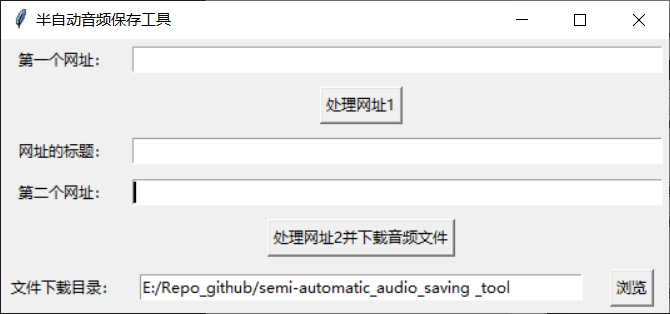 半自动音频保存工具
第一个网址：
处理网址1
网址的标题：
第二个网址：
处理网址2并下载音频文件
文件下载目录： E:/Repo_github/semi-automatic_audio_saving _tool 浏览